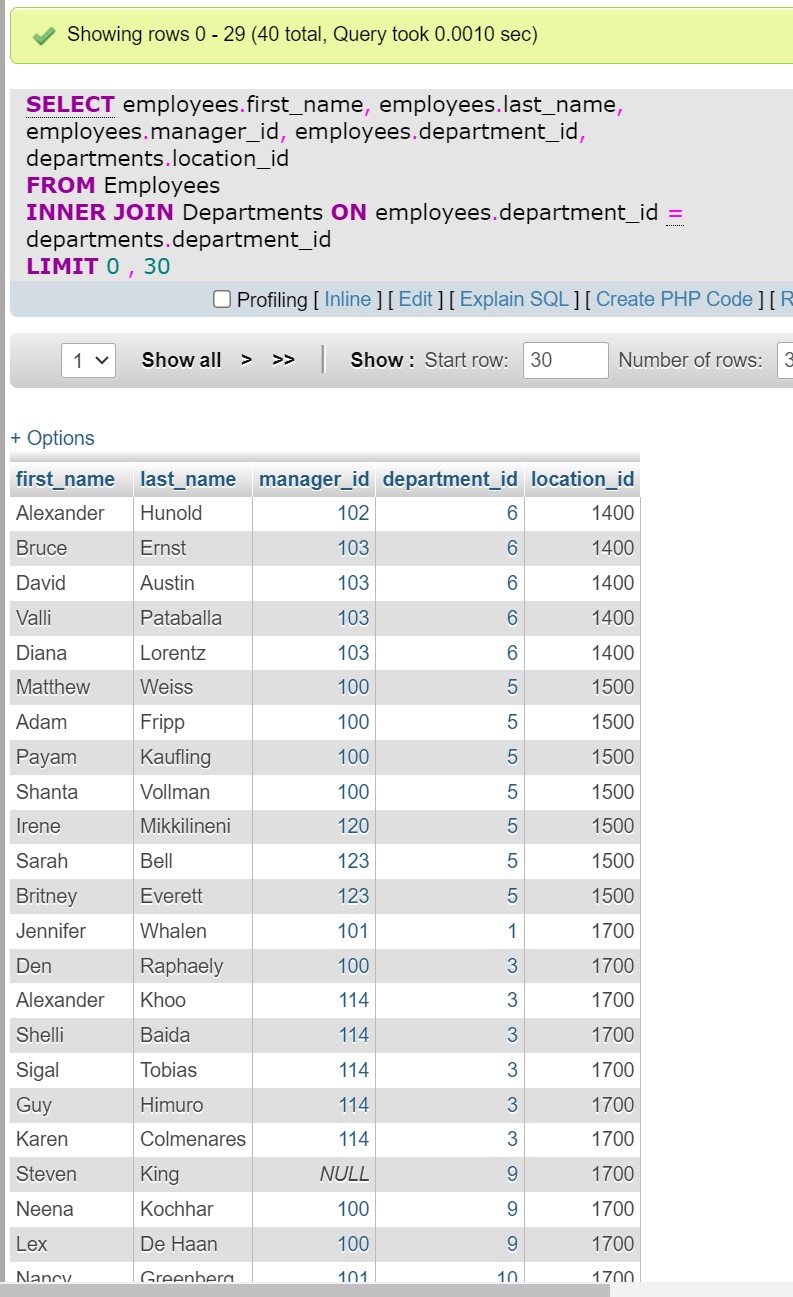 Showing rows 0 - 29 (40 total, Query took 0.0010 sec)
SELECT employees.first_name, employees.last_name,
employees.manager_id, employees.department_id,
departments.location_id
FROM Employees
INNER JOIN Departments ON employees.department_id =
departments.department_id
LIMIT 0 , 30
Profiling [ Inline ] [ Edit ] [ Explain SQL ] [ Create PHP Code ] [ R
1 Show all > >> Show : Start row: 30 Number of rows: 3
+ Options
first_name last_name manager_id department_id location_id
Alexander Hunold 102 6 1400
Bruce Ernst 103 6 1400
David Austin 103 6 1400
Valli Pataballa 103 6 1400
Diana Lorentz 103 6 1400
Matthew Weiss 100 5 1500
Adam Fripp 100 5 1500
Payam Kaufling 100 5 1500
Shanta Vollman 100 5 1500
Irene Mikkilineni 120 5 1500
Sarah Bell 123 5 1500
Britney Everett 123 5 1500
Jennifer Whalen 101 1 1700
Den Raphaely 100 3 1700
Alexander Khoo 114 3 1700
Shelli Baida 114 3 1700
Sigal Tobias 114 3 1700
Guy Himuro 114 3 1700
Karen Colmenares 114 3 1700
Steven King NULL 9 1700
Neena Kochhar 100 9 1700
Lex De Haan 100 9 1700
Nancy Greenberg 101 10 1700